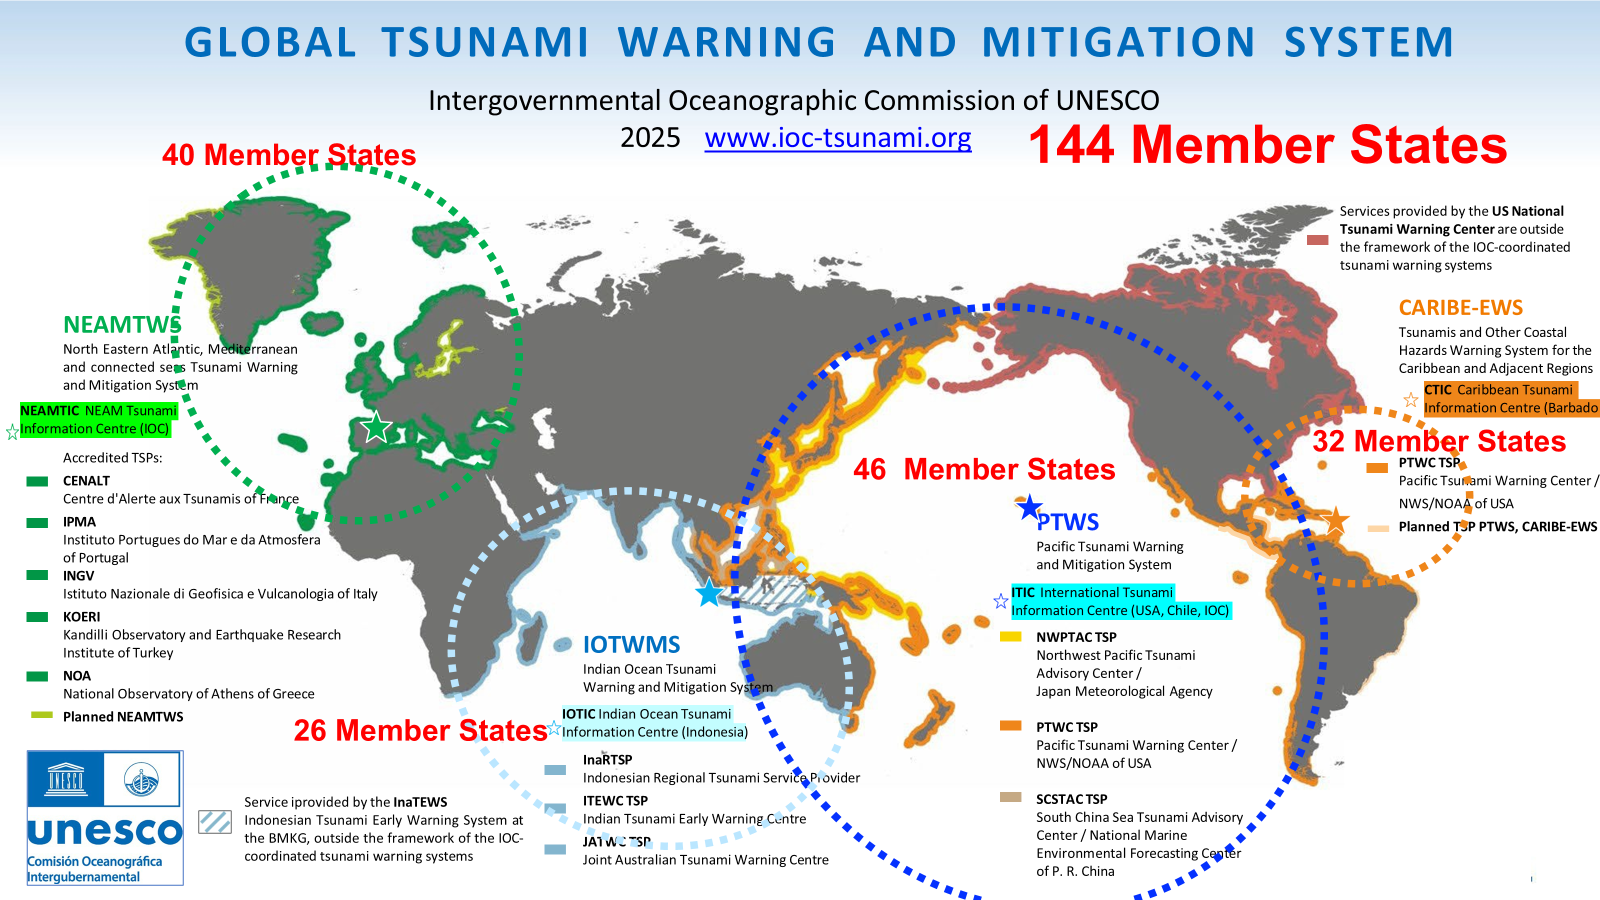 GLOBAL TSUNAMI WARNING AND MITIGATION SYSTEM
Intergovernmental Oceanographic Commission of UNESCO
2025 www.ioc-tsunami.org
144 Member States
40 Member States
NEAMTWS
North Eastern Atlantic, Mediterranean
and connected seas Tsunami Warning
and Mitigation System
NEAMTIC NEAM Tsunami
Information Centre (IOC)
Accredited TSPs:
CENALT
Centre d'Alerte aux Tsunamis of France
IPMA
Instituto Portugues do Mar e da Atmosfera
of Portugal
INGV
Istituto Nazionale di Geofisica e Vulcanologia of Italy
KOERI
Kandilli Observatory and Earthquake Research
Institute of Turkey
NOA
National Observatory of Athens of Greece
Planned NEAMTWS
unesco
Comisión Oceanográfica
Intergubernamental
UNESCO
Service iprovided by the InaTEWS
Indonesian Tsunami Early Warning System at
the BMKG, outside the framework of the IOC-
coordinated tsunami warning systems
26 Member States
IOTWMS
Indian Ocean Tsunami
Warning and Mitigation System
IOTIC Indian Ocean Tsunami
Information Centre (Indonesia)
InaRTSP
Indonesian Regional Tsunami Service Provider
ITEWC TSP
Indian Tsunami Early Warning Centre
JATWC TSP
Joint Australian Tsunami Warning Centre
46 Member States
PTWS
Pacific Tsunami Warning
and Mitigation System
ITIC International Tsunami
Information Centre (USA, Chile, IOC)
NWPTAC TSP
Northwest Pacific Tsunami
Advisory Center /
Japan Meteorological Agency
PTWC TSP
Pacific Tsunami Warning Center /
NWS/NOAA of USA
SCSTAC TSP
South China Sea Tsunami Advisory
Center / National Marine
Environmental Forecasting Center
of P. R. China
Services provided by the US National
Tsunami Warning Center are outside
the framework of the IOC-coordinated
tsunami warning systems
CARIBE-EWS
Tsunamis and Other Coastal
Hazards Warning System for the
Caribbean and Adjacent Regions
CTIC Caribbean Tsunami
Information Centre (Barbado
32 Member States
PTWC TSP
Pacific Tsunami Warning Center /
NWS/NOAA of USA
Planned TSP PTWS, CARIBE-EWS